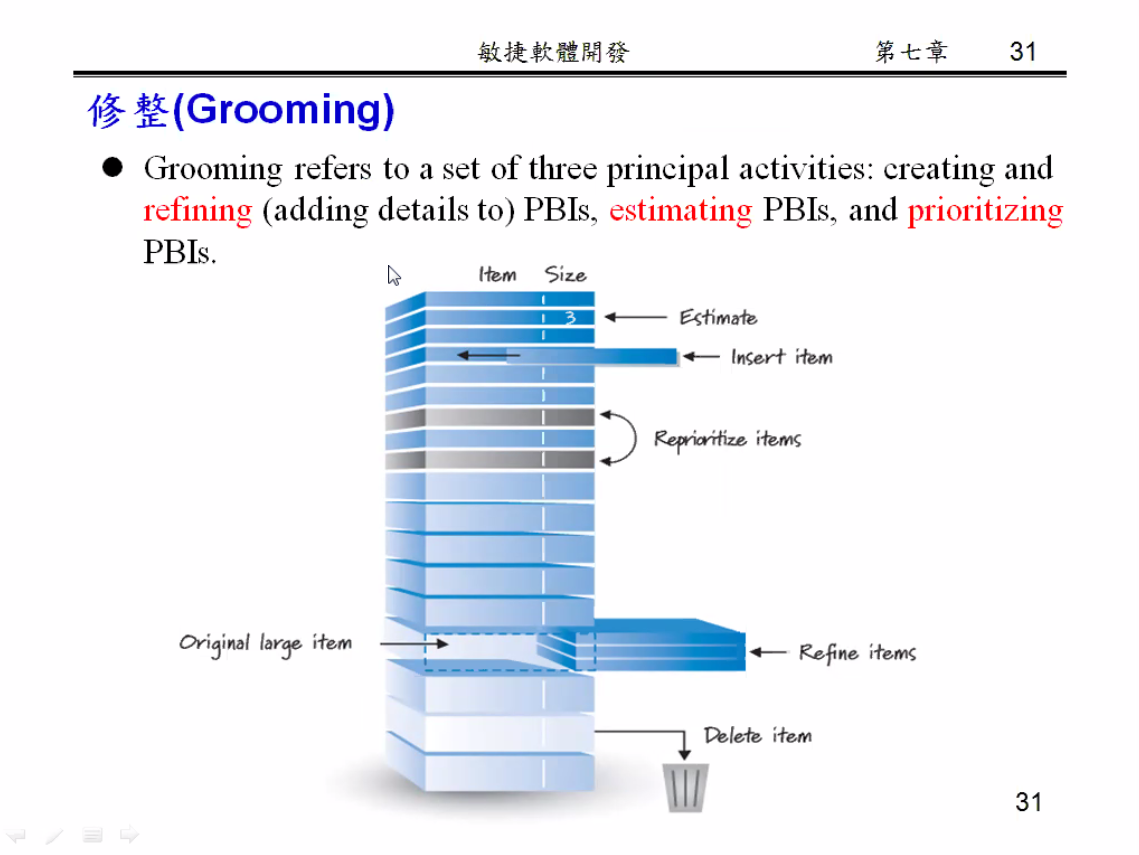 敏捷軟體開發 第七章 31
修整(Grooming)
● Grooming refers to a set of three principal activities: creating and
refining (adding details to) PBIs, estimating PBIs, and prioritizing
PBIs.
Item Size
3 Estimate
Insert item
Reprioritize items
Original large item
Refine items
Delete item
31